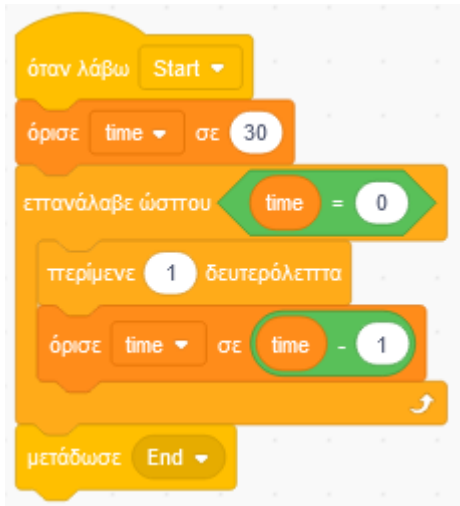 όταν λάβω Start
όρισε time σε 30
επανάλαβε ώσπου time = 0
περίμενε 1 δευτερόλεπτα
όρισε time σε time - 1
μετάδωσε End